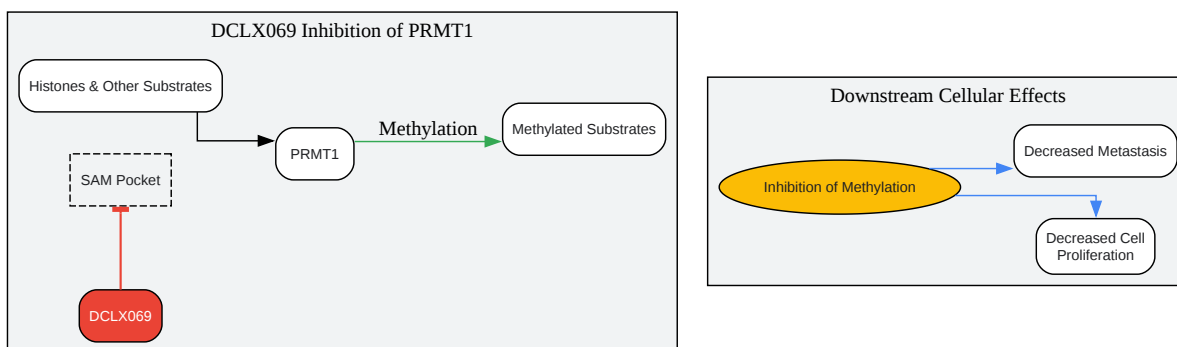 DCLX069 Inhibition of PRMT1
Histones & Other Substrates
PRMT1
Methylation
Methylated Substrates
SAM Pocket
DCLX069
Downstream Cellular Effects
Inhibition of Methylation
Decreased Metastasis
Decreased Cell
Proliferation